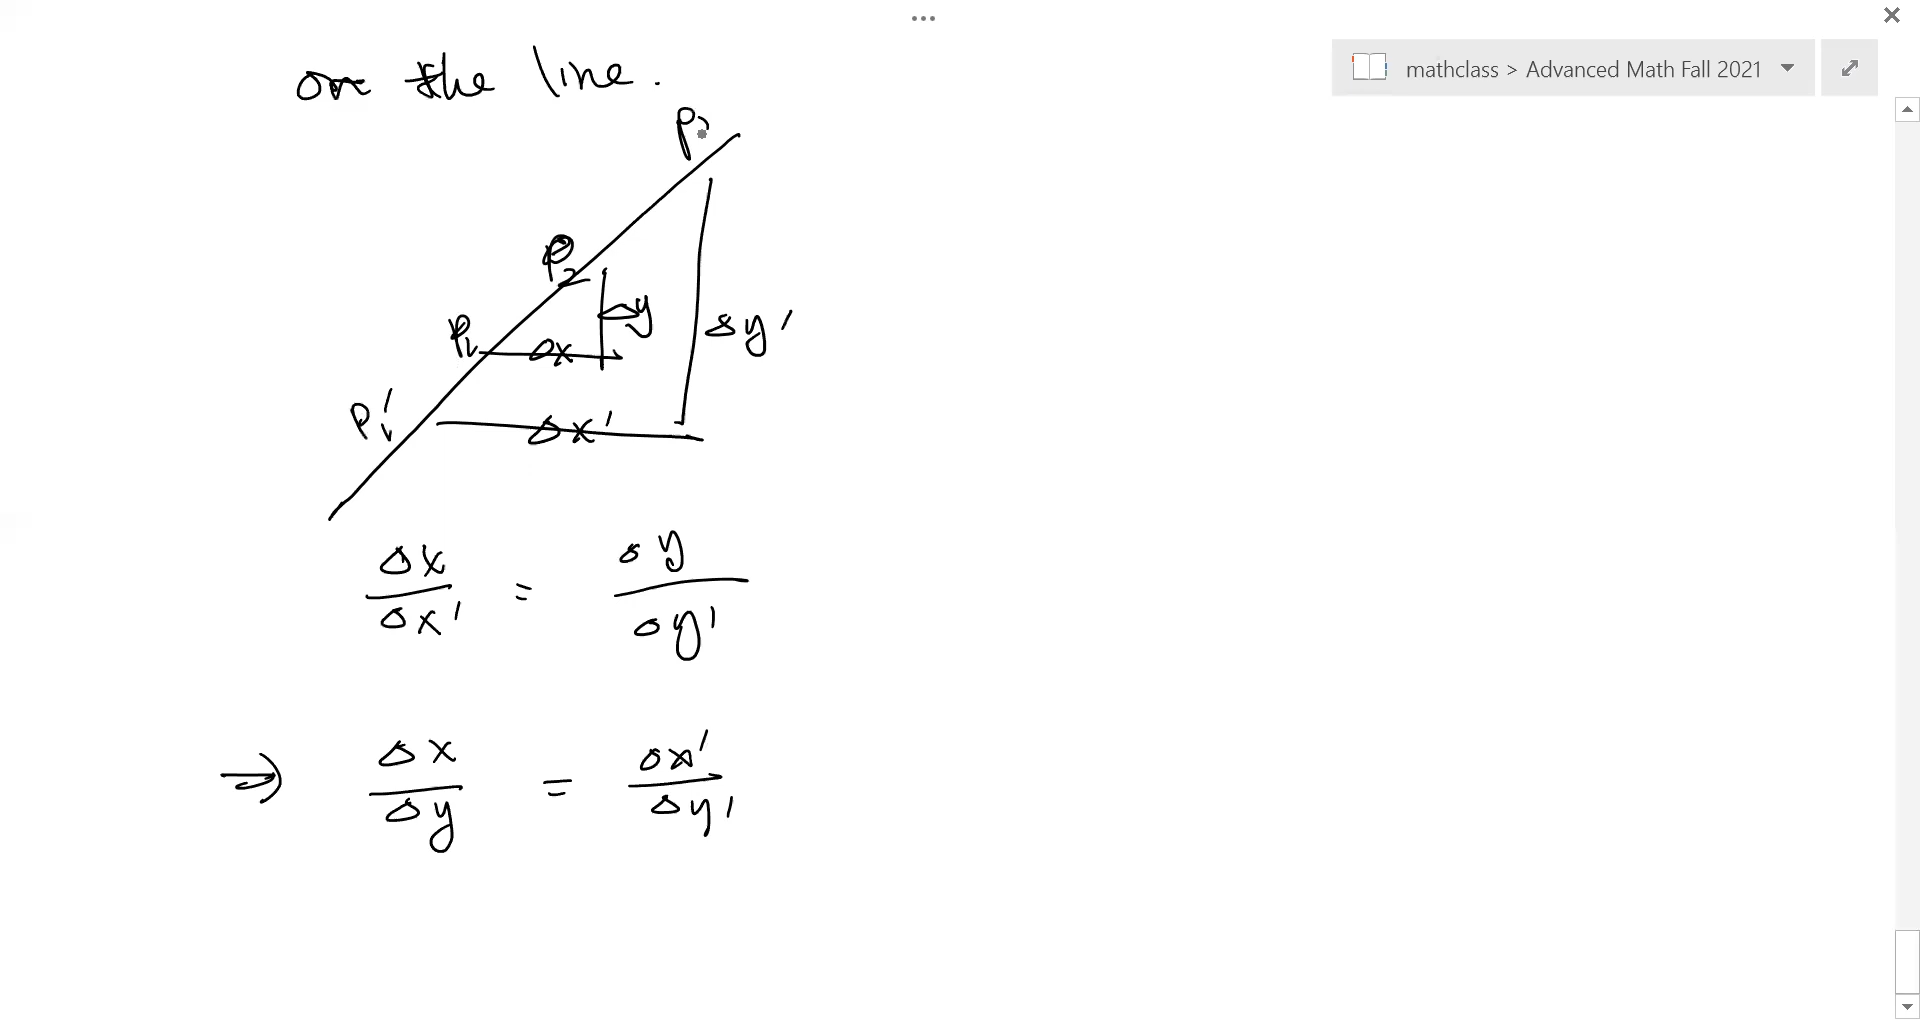 ...
on the line.
mathclass > Advanced Math Fall 2021
P
P₂
Δy
P₁
Δx
Δy'
P₁'
Δx'
Δx/Δx' = Δy/Δy'
⇒ Δx/Δy = Δx'/Δy'